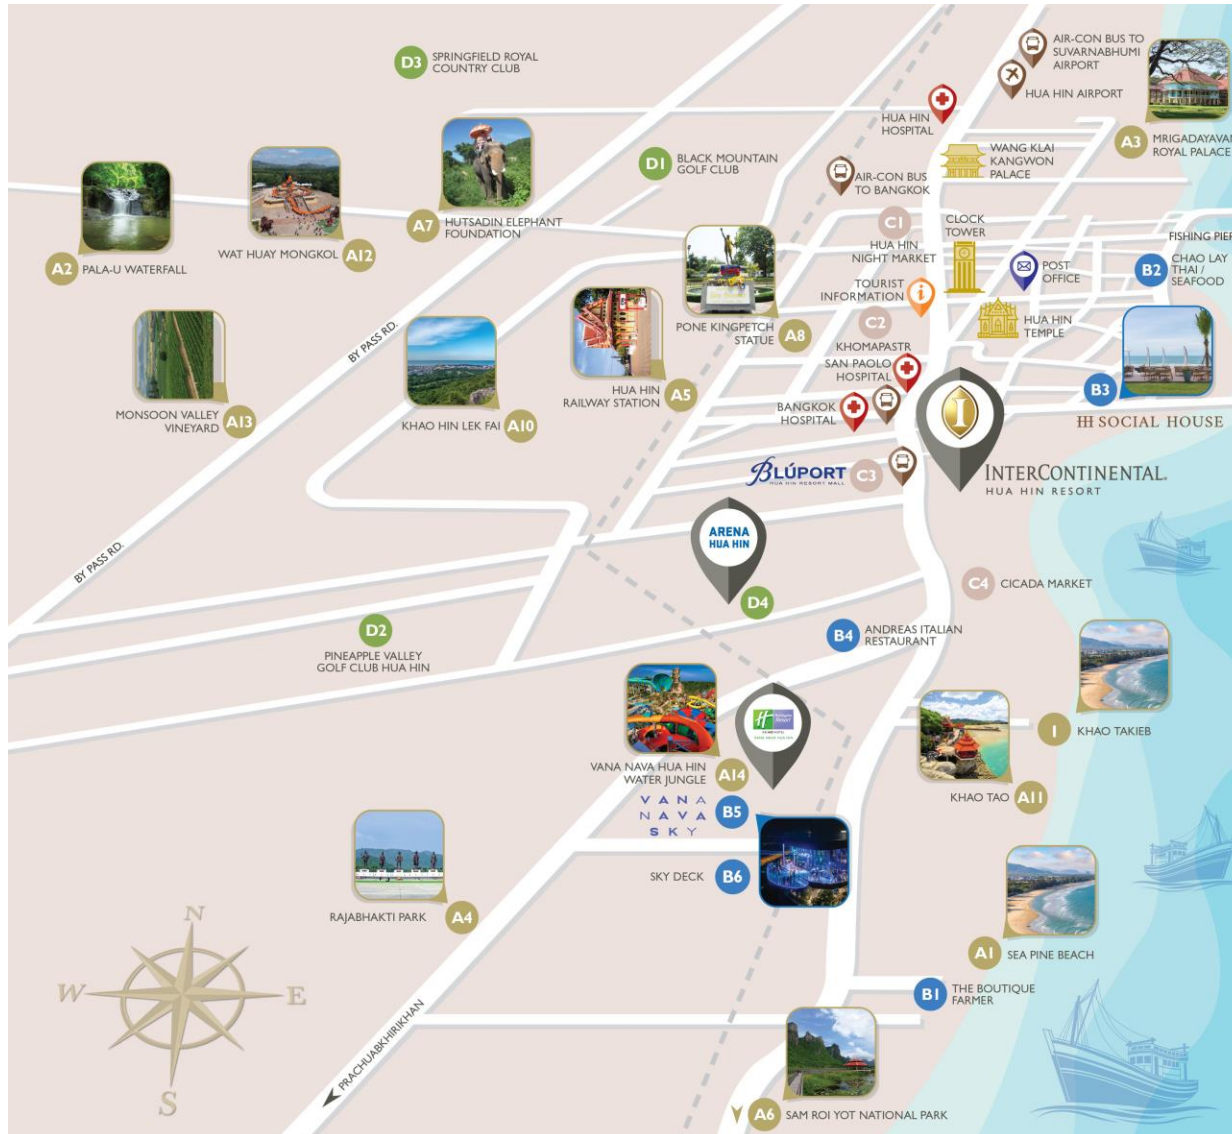 AIR-CON BUS TO
SUVARNABHUMI
AIRPORT
D3
SPRINGFIELD ROYAL
COUNTRY CLUB
HUA HIN AIRPORT
HUA HIN
HOSPITAL
A3
MRIGADAYAVAN
ROYAL PALACE
WANG KLAI
KANGWON
PALACE
D1
BLACK MOUNTAIN
GOLF CLUB
AIR-CON BUS
TO BANGKOK
A7
HUTSADIN ELEPHANT
FOUNDATION
C1
HUA HIN
NIGHT MARKET
CLOCK
TOWER
FISHING PIER
A2
PALA-U WATERFALL
WAT HUAY MONGKOL
A12
POST
OFFICE
B2
CHAO LAY
THAI /
SEAFOOD
TOURIST
INFORMATION
i
BY PASS RD.
PONE KINGPETCH
STATUE
A8
C2
KHOMAPASTR
HUA HIN
TEMPLE
SAN PAOLO
HOSPITAL
HUA HIN
RAILWAY STATION
A5
B3
HH SOCIAL HOUSE
MONSOON VALLEY
VINEYARD
A13
KHAO HIN LEK FAI
A10
BANGKOK
HOSPITAL
I
BLÚPORT
HUA HIN RESORT MALL
C3
INTERCONTINENTAL.
HUA HIN RESORT
ARENA
HUA HIN
BY PASS RD.
D4
C4
CICADA MARKET
D2
PINEAPPLE VALLEY
GOLF CLUB HUA HIN
B4
ANDREAS ITALIAN
RESTAURANT
H
Holiday Inn
Resort
I
KHAO TAKIEB
VANA NAVA HUA HIN
WATER JUNGLE
A14
KHAO TAO
A11
VANA
NAVA
SKY
B5
SKY DECK
B6
RAJABHAKTI PARK
A4
A1
SEA PINE BEACH
N
W
E
S
B1
THE BOUTIQUE
FARMER
PRACHUABKHIRIKHAN
A6
SAM ROI YOT NATIONAL PARK